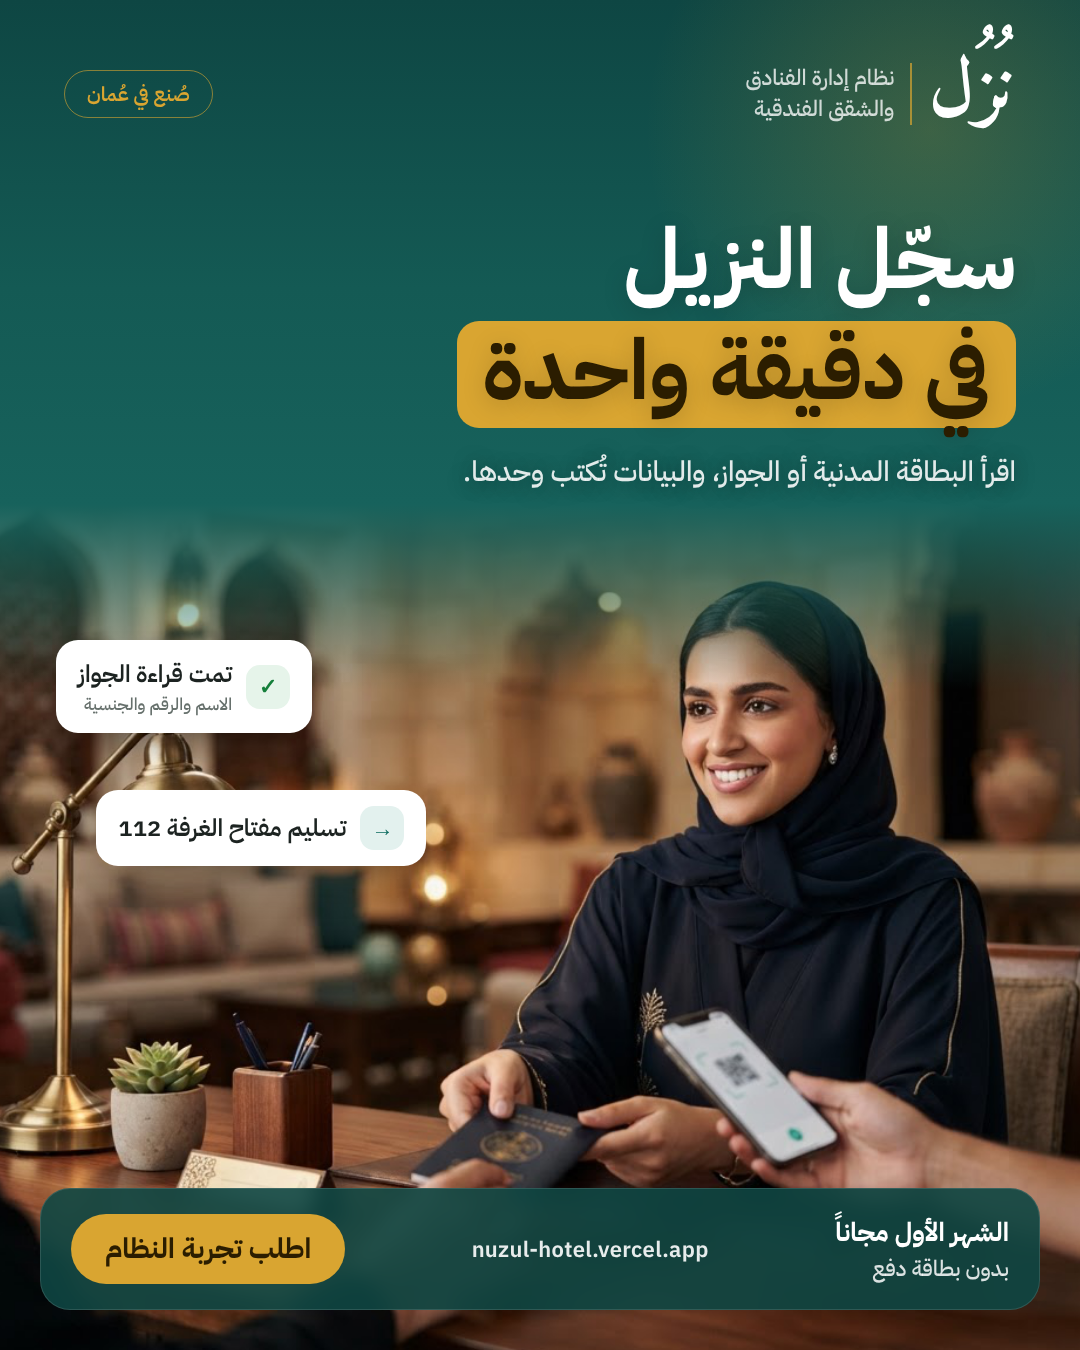 نُزُل
نظام إدارة الفنادق
والشقق الفندقية
صُنع في عُمان
سجّل النزيل
في دقيقة واحدة
اقرأ البطاقة المدنية أو الجواز، والبيانات تُكتب وحدها.
✓ تمت قراءة الجواز
الاسم والرقم والجنسية
→ تسليم مفتاح الغرفة 112
الشهر الأول مجاناً
بدون بطاقة دفع
nuzul-hotel.vercel.app
اطلب تجربة النظام